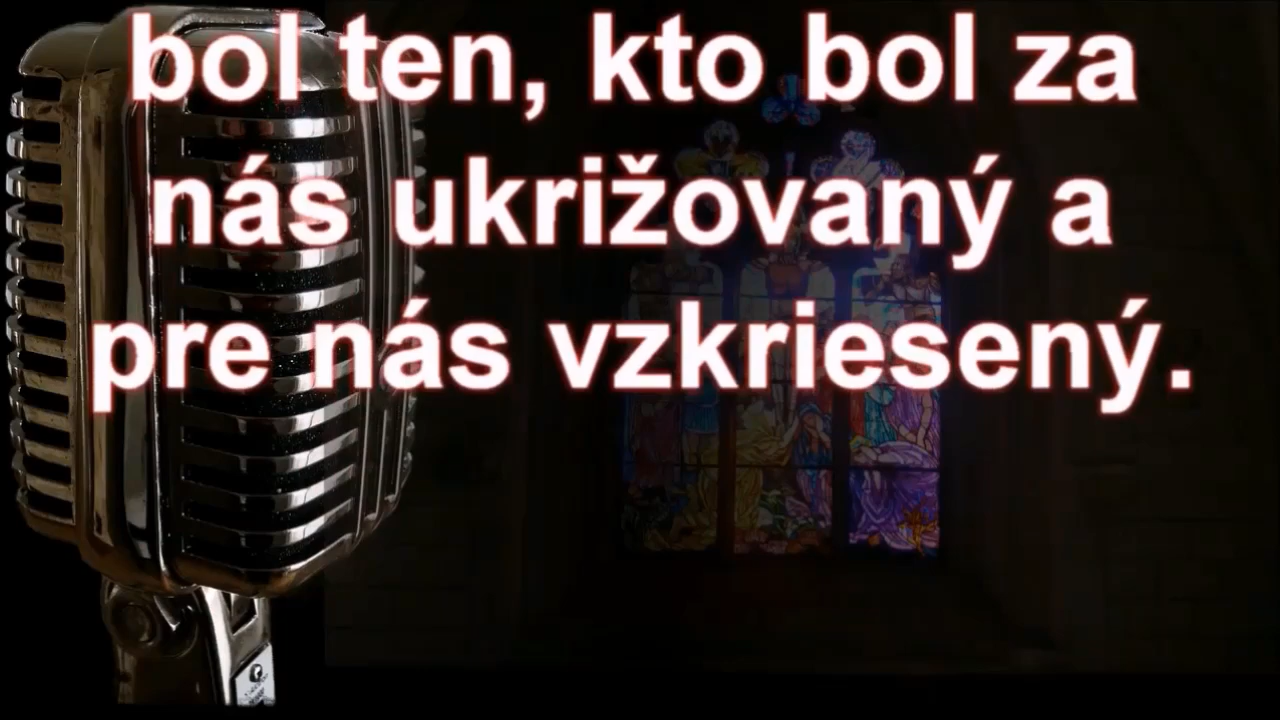 bol ten, kto bol za
nás ukrižovaný a
pre nás vzkriesený.